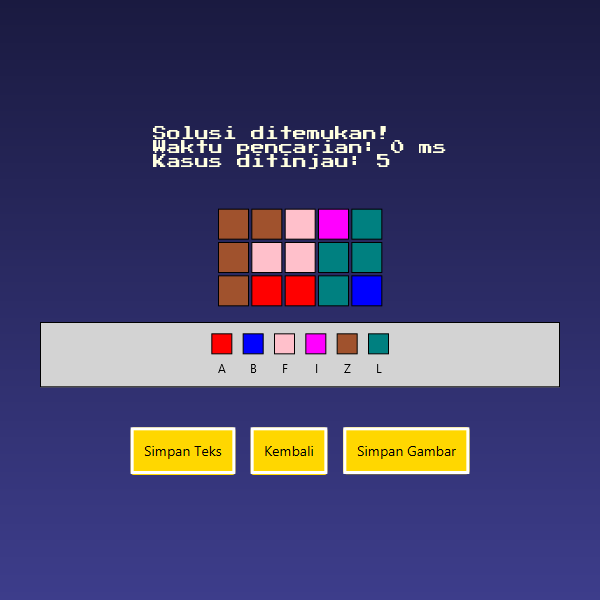 Solusi ditemukan!
Waktu pencarian: 0 ms
Kasus ditinjau: 5
A B F I Z L
Simpan Teks Kembali Simpan Gambar